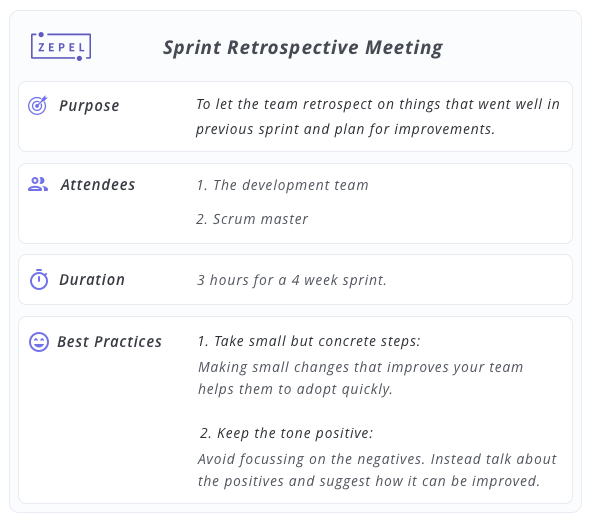 ZEPEL
Sprint Retrospective Meeting
Purpose
To let the team retrospect on things that went well in
previous sprint and plan for improvements.
Attendees
1. The development team
2. Scrum master
Duration
3 hours for a 4 week sprint.
Best Practices
1. Take small but concrete steps:
Making small changes that improves your team
helps them to adopt quickly.
2. Keep the tone positive:
Avoid focussing on the negatives. Instead talk about
the positives and suggest how it can be improved.